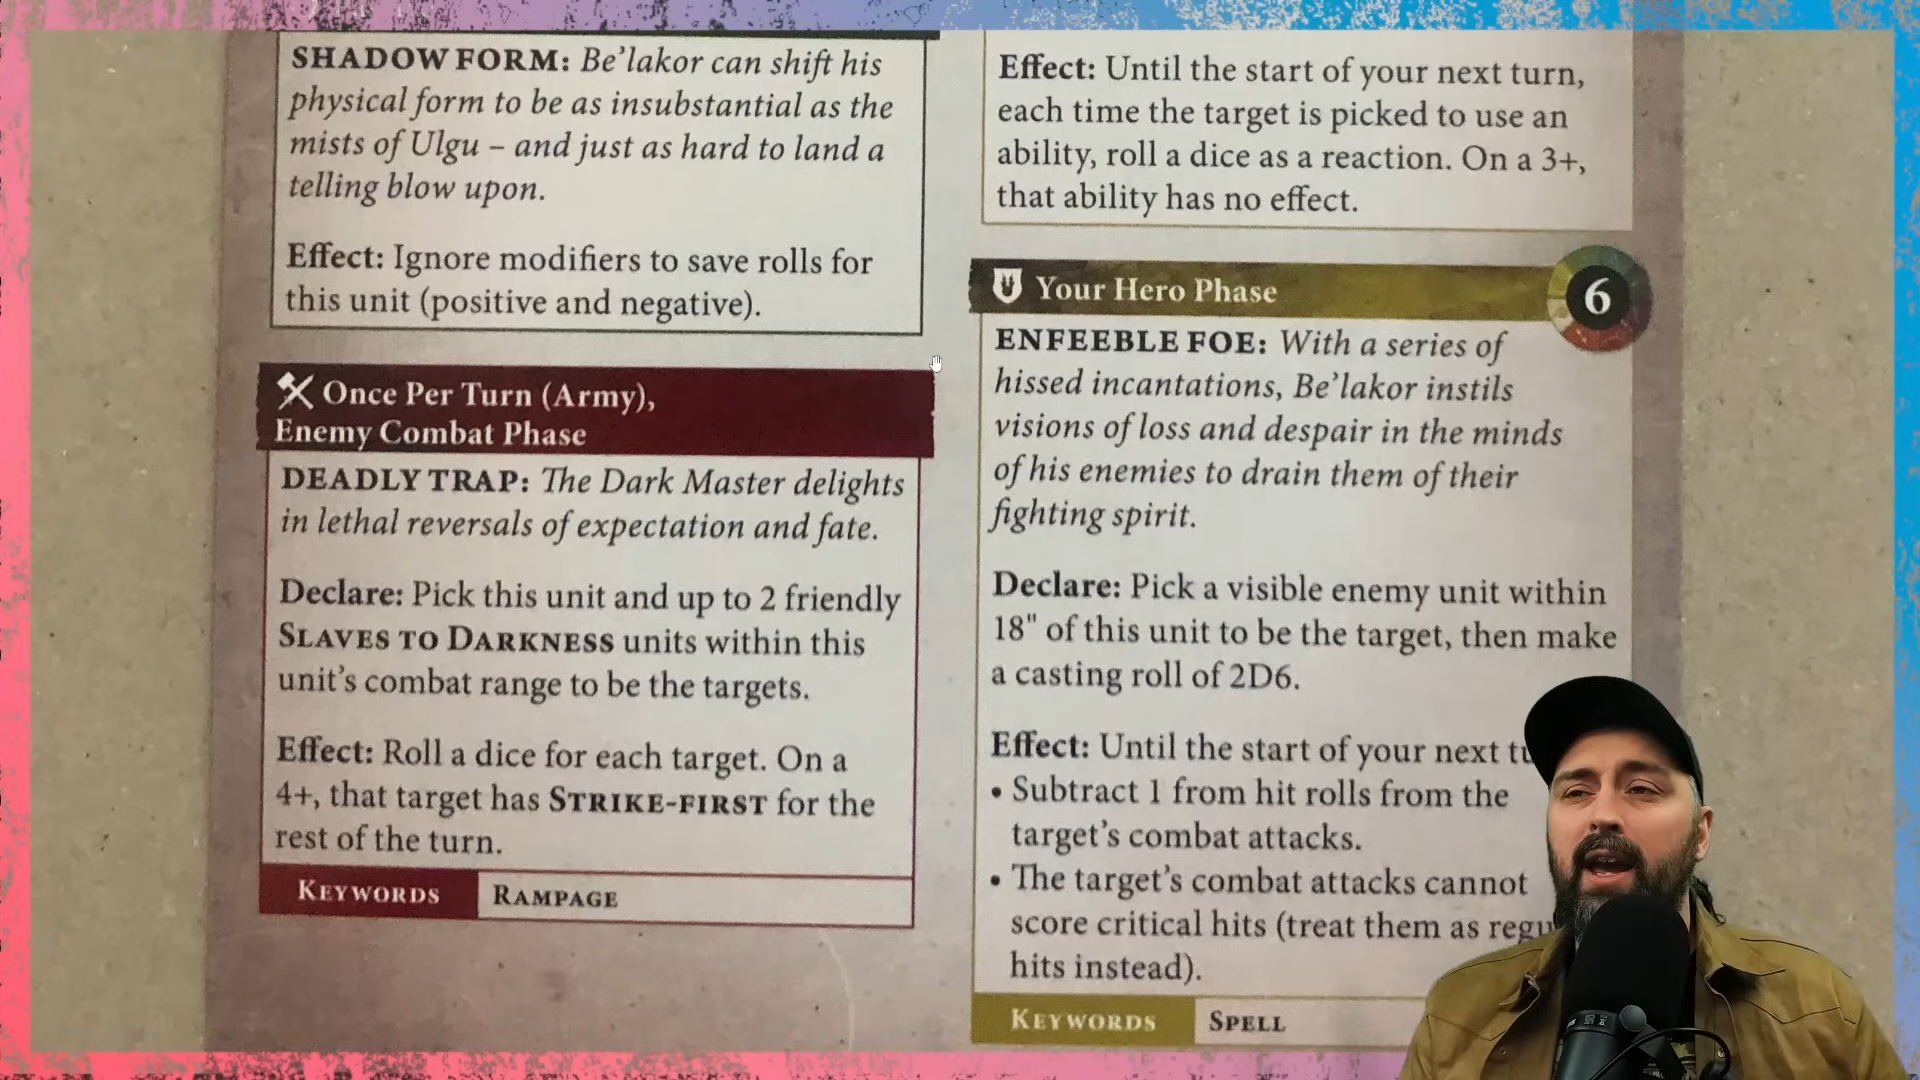 SHADOW FORM: Be'lakor can shift his
physical form to be as insubstantial as the
mists of Ulgu – and just as hard to land a
telling blow upon.
Effect: Ignore modifiers to save rolls for
this unit (positive and negative).
Once Per Turn (Army),
Enemy Combat Phase
DEADLY TRAP: The Dark Master delights
in lethal reversals of expectation and fate.
Declare: Pick this unit and up to 2 friendly
SLAVES TO DARKNESS units within this
unit's combat range to be the targets.
Effect: Roll a dice for each target. On a
4+, that target has STRIKE-FIRST for the
rest of the turn.
KEYWORDS RAMPAGE
Effect: Until the start of your next turn,
each time the target is picked to use an
ability, roll a dice as a reaction. On a 3+,
that ability has no effect.
Your Hero Phase
6
ENFEEBLE FOE: With a series of
hissed incantations, Be'lakor instils
visions of loss and despair in the minds
of his enemies to drain them of their
fighting spirit.
Declare: Pick a visible enemy unit within
18" of this unit to be the target, then make
a casting roll of 2D6.
Effect: Until the start of your next
• Subtract 1 from hit rolls from the
target's combat attacks.
• The target's combat attacks cannot
score critical hits (treat them as
hits instead).
KEYWORDS SPELL